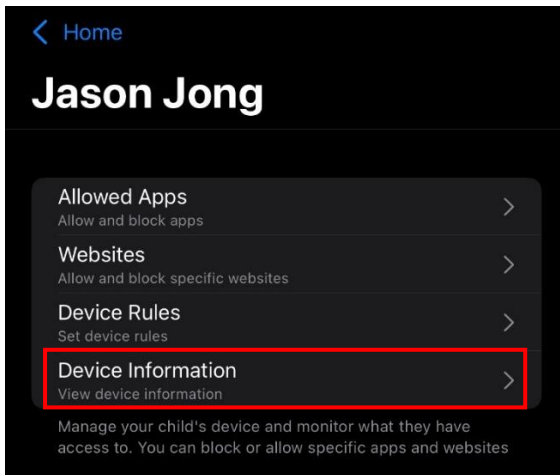 Home
Jason Jong
Allowed Apps
Allow and block apps
Websites
Allow and block specific websites
Device Rules
Set device rules
Device Information
View device information
Manage your child's device and monitor what they have
access to. You can block or allow specific apps and websites